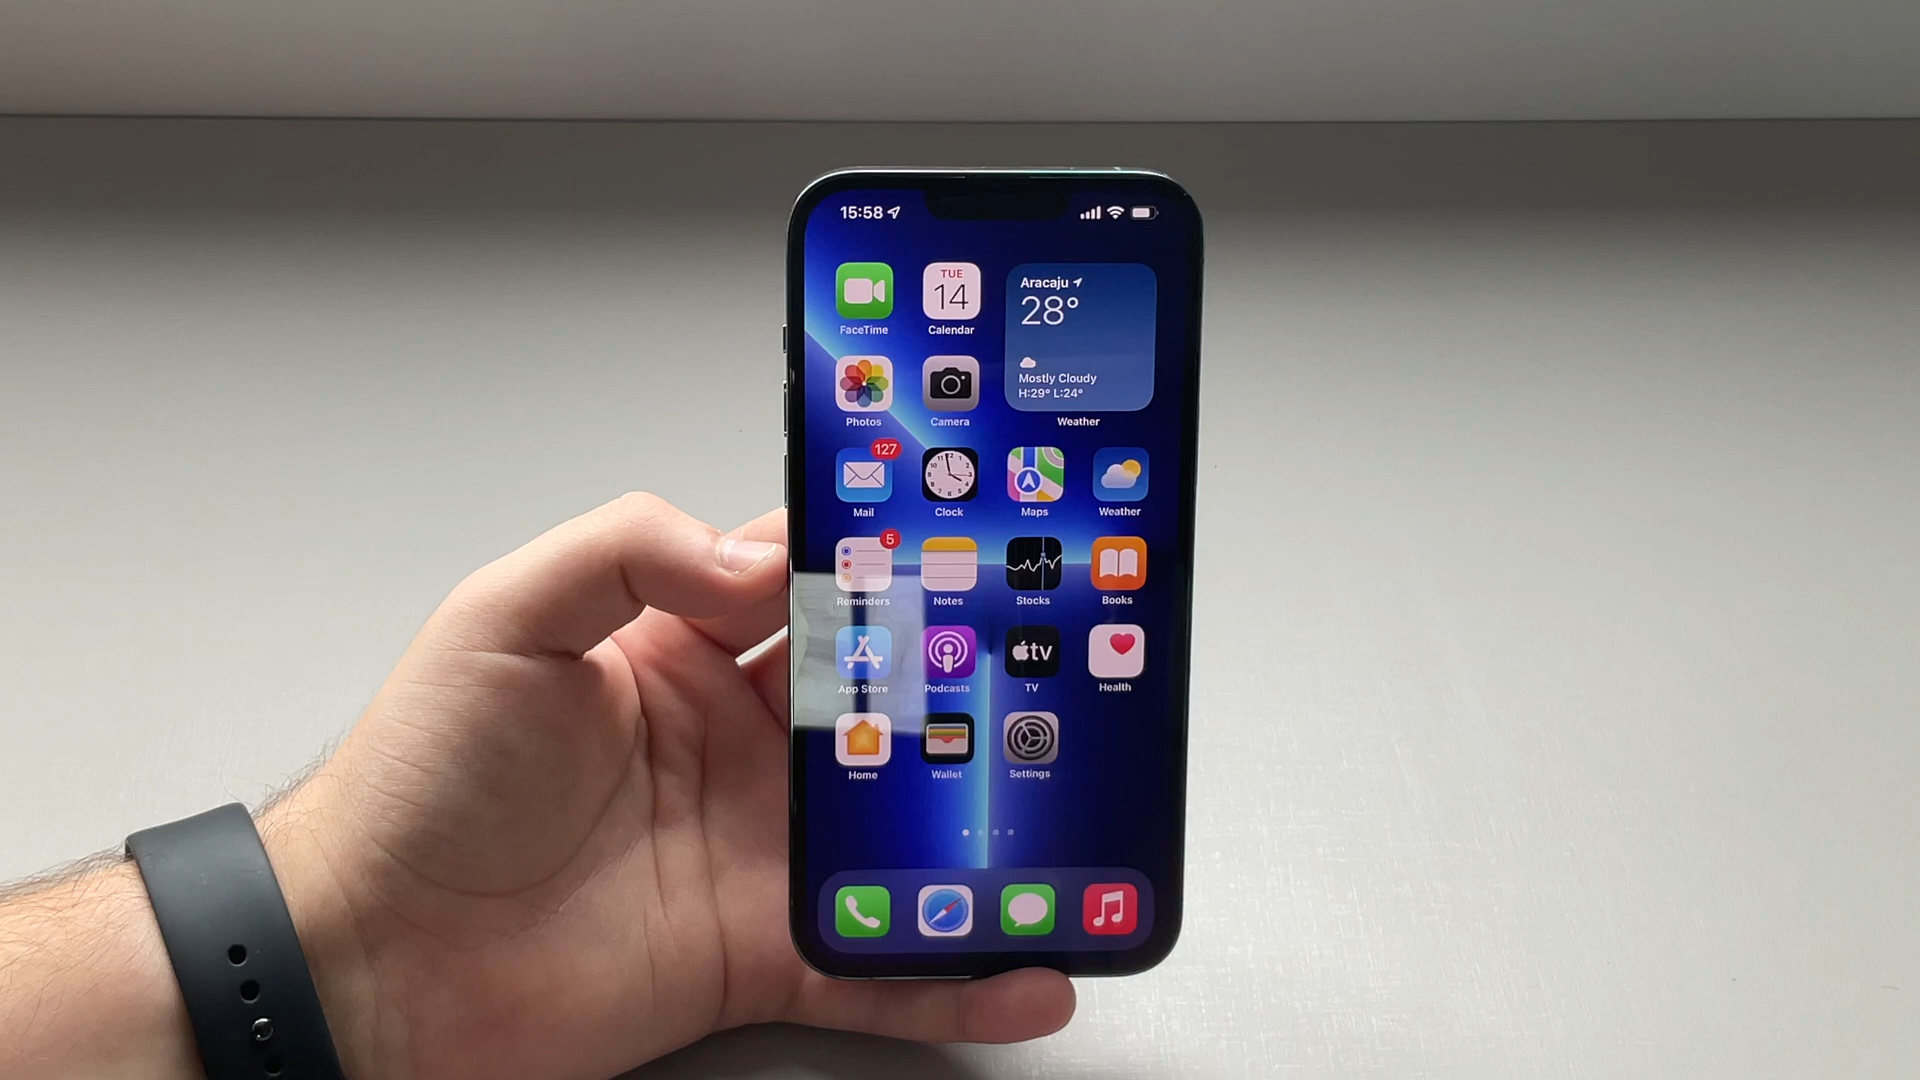 15:58
TUE
14
Aracaju
28°
Mostly Cloudy
H:29° L:24°
FaceTime
Calendar
Weather
Photos
Camera
127
Mail
Clock
Maps
Weather
5
Reminders
Notes
Stocks
Books
tv
App Store
Podcasts
TV
Health
Home
Wallet
Settings